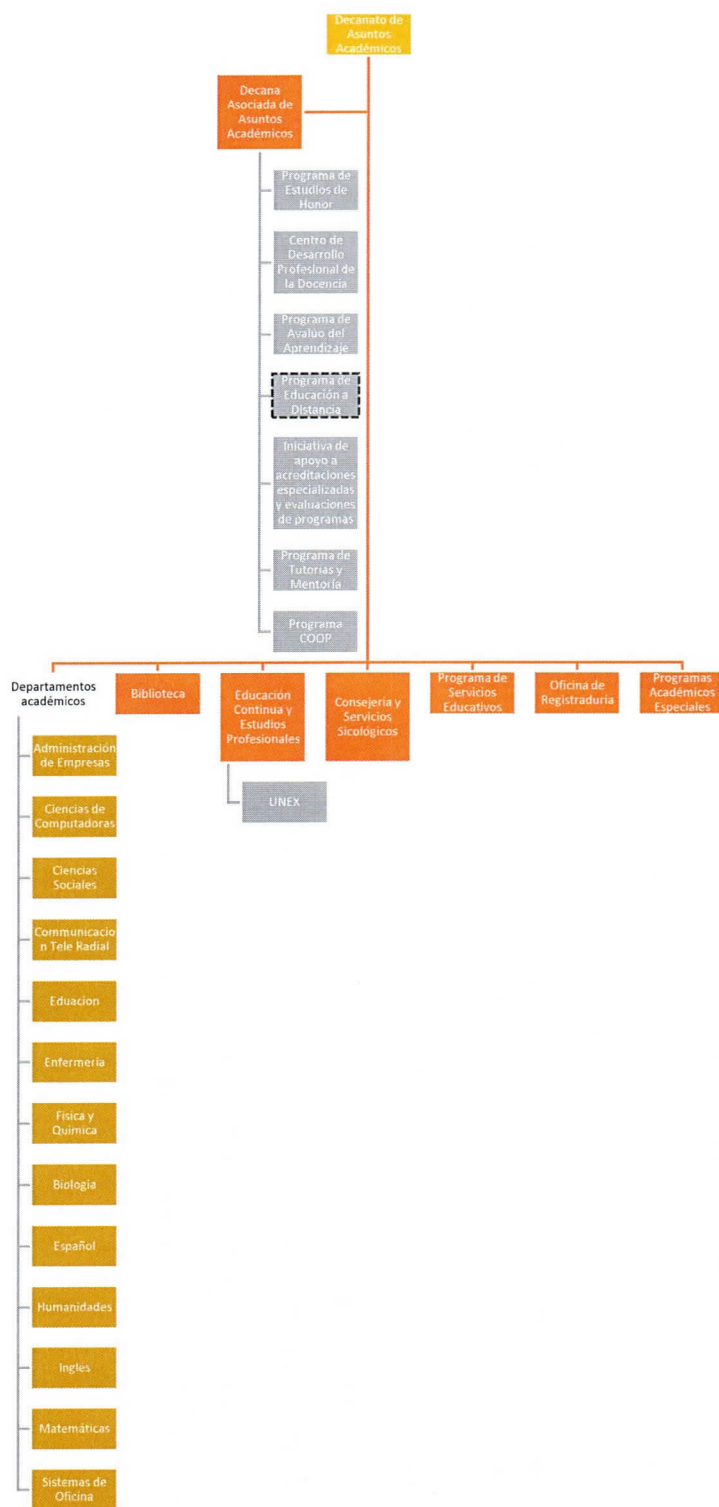 Decanato de
Asuntos
Académicos
Decana
Asociada de
Asuntos
Académicos
Programa de
Estudios de
Honor
Centro de
Desarrollo
Profesional de
la Docencia
Programa de
Avalúo del
Aprendizaje
Programa de
Educación a
Distancia
Iniciativa de
apoyo a
acreditaciones
especializadas
y evaluaciones
de programas
Programa de
Tutorías y
Mentoría
Programa
COOP
Departamentos
académicos
Biblioteca
Educación
Continua y
Estudios
Profesionales
Consejería y
Servicios
Sicológicos
Programa de
Servicios
Educativos
Oficina de
Registraduría
Programas
Académicos
Especiales
UNEX
Administración
de Empresas
Ciencias de
Computadoras
Ciencias
Sociales
Communicacio
n Tele Radial
Eduacion
Enfermería
Física y
Química
Biología
Español
Humanidades
Ingles
Matemáticas
Sistemas de
Oficina